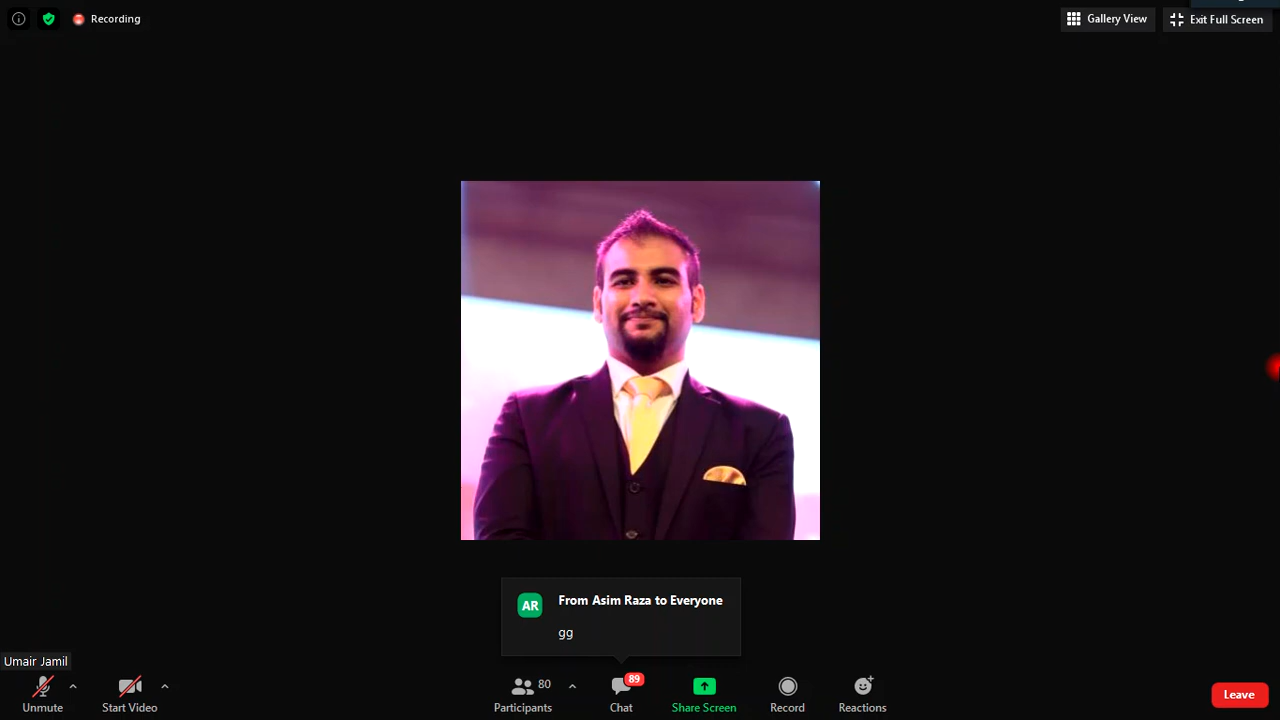 Recording
Gallery View
Exit Full Screen
AR
From Asim Raza to Everyone
gg
Umair Jamil
Unmute
Start Video
80
Participants
89
Chat
Share Screen
Record
Reactions
Leave